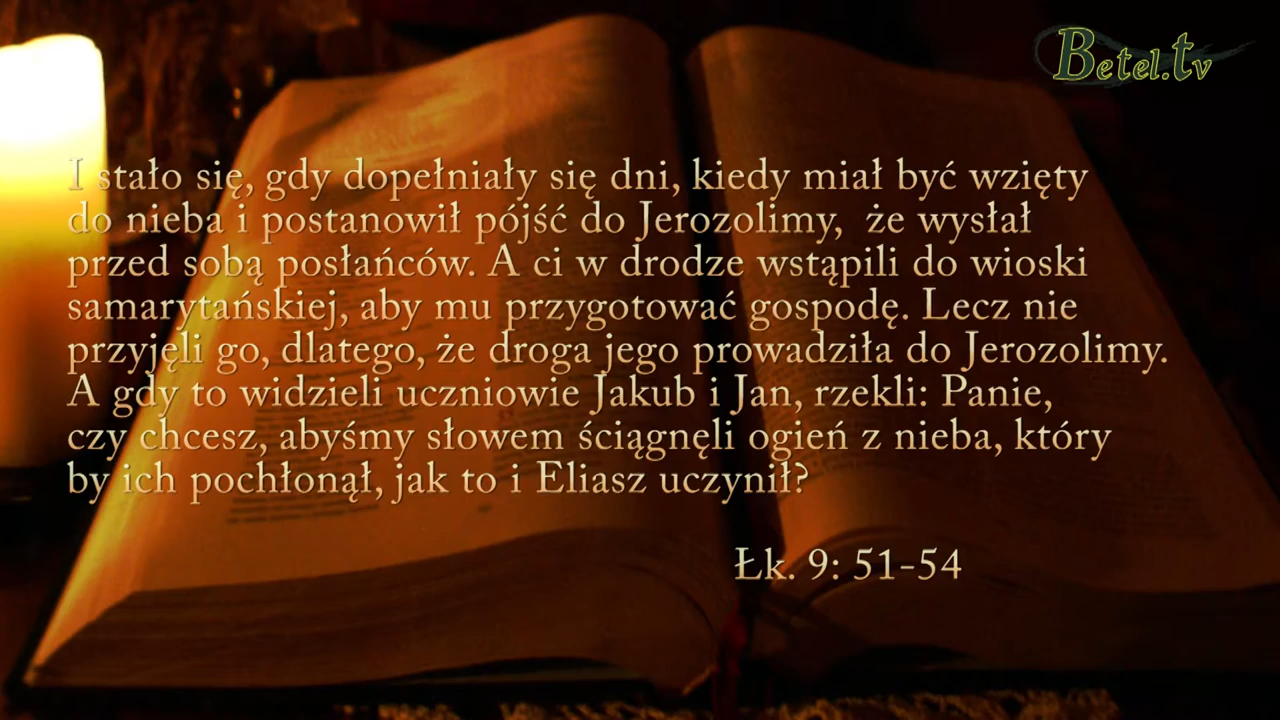 Betel.tv
I stało się, gdy dopełniały się dni, kiedy miał być wzięty
do nieba i postanowił pójść do Jerozolimy, że wysłał
przed sobą posłańców. A ci w drodze wstąpili do wioski
samarytańskiej, aby mu przygotować gospodę. Lecz nie
przyjęli go, dlatego, że droga jego prowadziła do Jerozolimy.
A gdy to widzieli uczniowie Jakub i Jan, rzekli: Panie,
czy chcesz, abyśmy słowem ściągnęli ogień z nieba, który
by ich pochłonął, jak to i Eliasz uczynił?
Łk. 9: 51-54